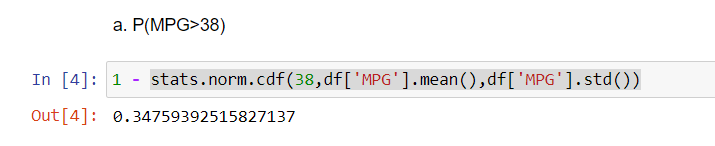 a. P(MPG>38)
In [4]: 1 - stats.norm.cdf(38,df['MPG'].mean(),df['MPG'].std())
Out[4]: 0.34759392515827137